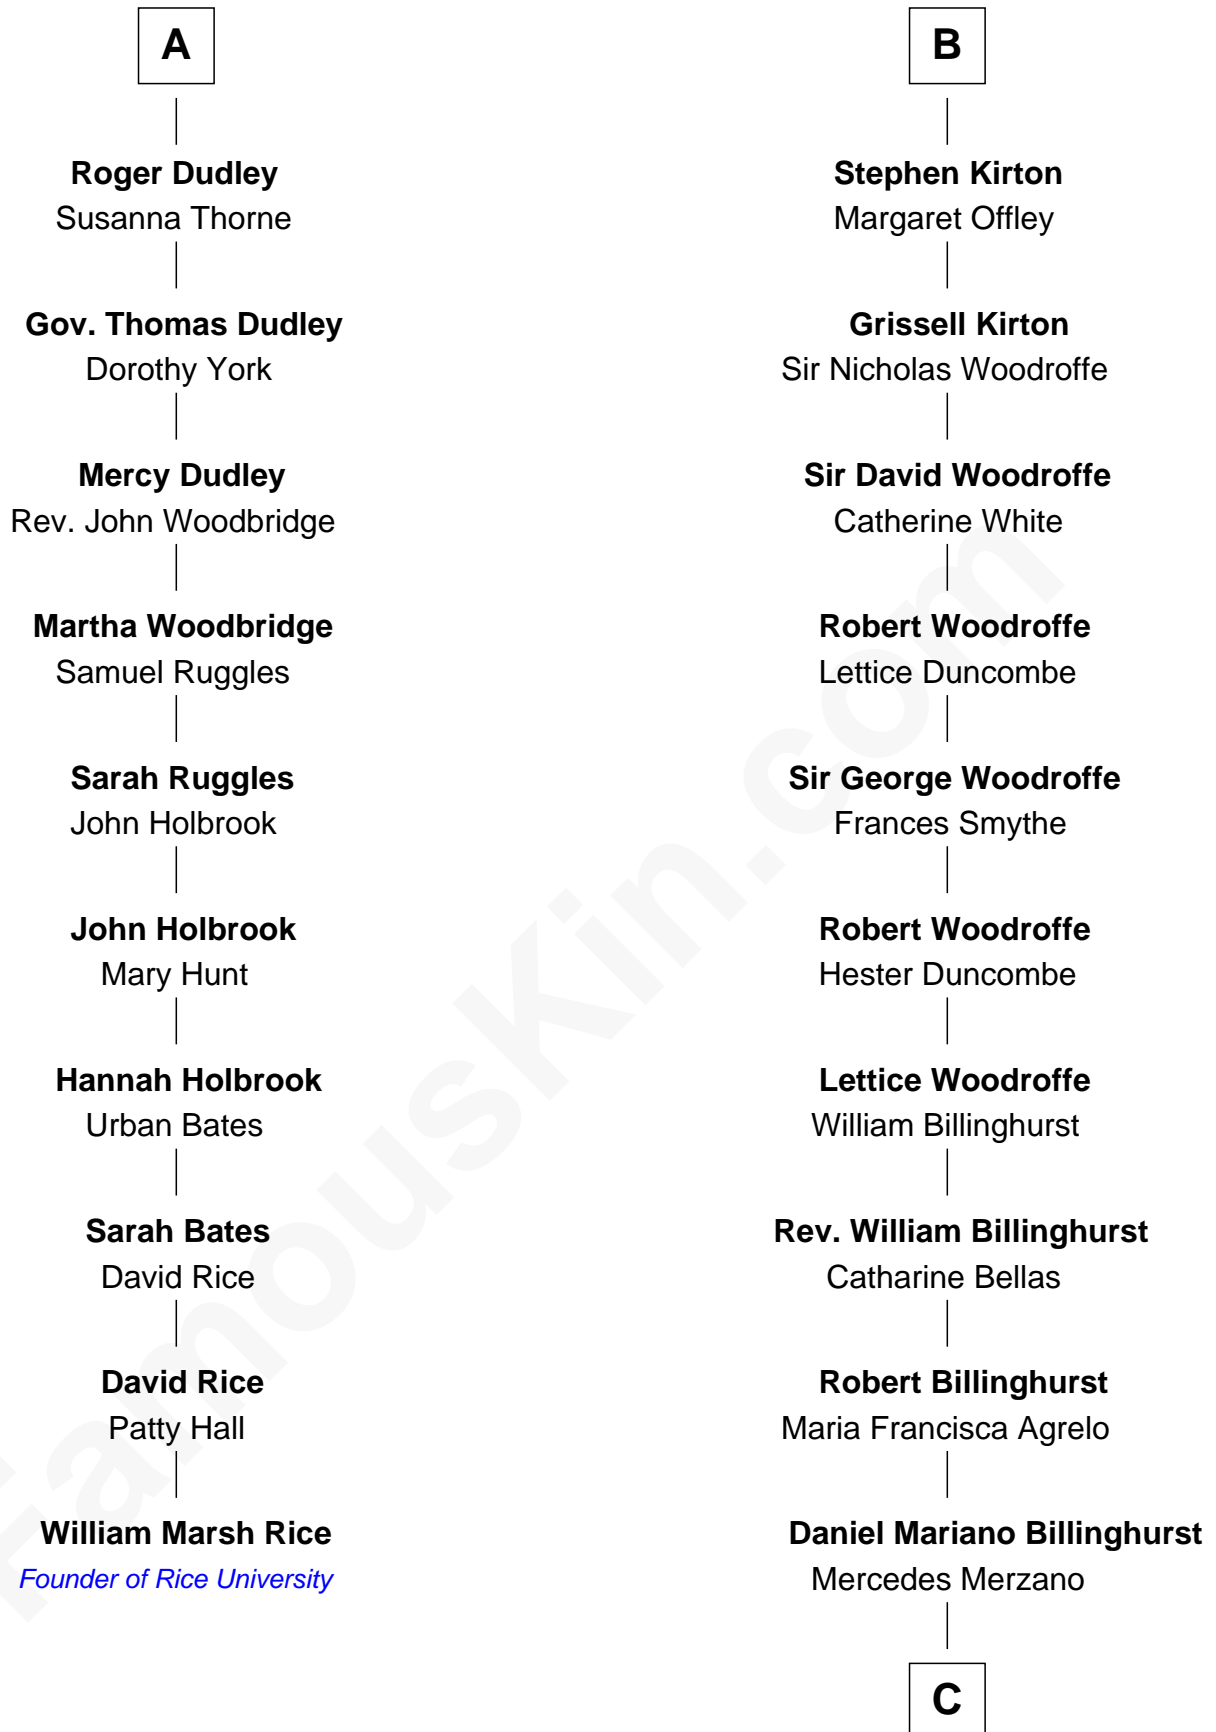 A
Roger Dudley
Susanna Thorne
Gov. Thomas Dudley
Dorothy York
Mercy Dudley
Rev. John Woodbridge
Martha Woodbridge
Samuel Ruggles
Sarah Ruggles
John Holbrook
John Holbrook
Mary Hunt
Hannah Holbrook
Urban Bates
Sarah Bates
David Rice
David Rice
Patty Hall
William Marsh Rice
Founder of Rice University
B
Stephen Kirton
Margaret Offley
Grissell Kirton
Sir Nicholas Woodroffe
Sir David Woodroffe
Catherine White
Robert Woodroffe
Lettice Duncombe
Sir George Woodroffe
Frances Smythe
Robert Woodroffe
Hester Duncombe
Lettice Woodroffe
William Billinghurst
Rev. William Billinghurst
Catharine Bellas
Robert Billinghurst
Maria Francisca Agrelo
Daniel Mariano Billinghurst
Mercedes Merzano
C
FamousKin.com